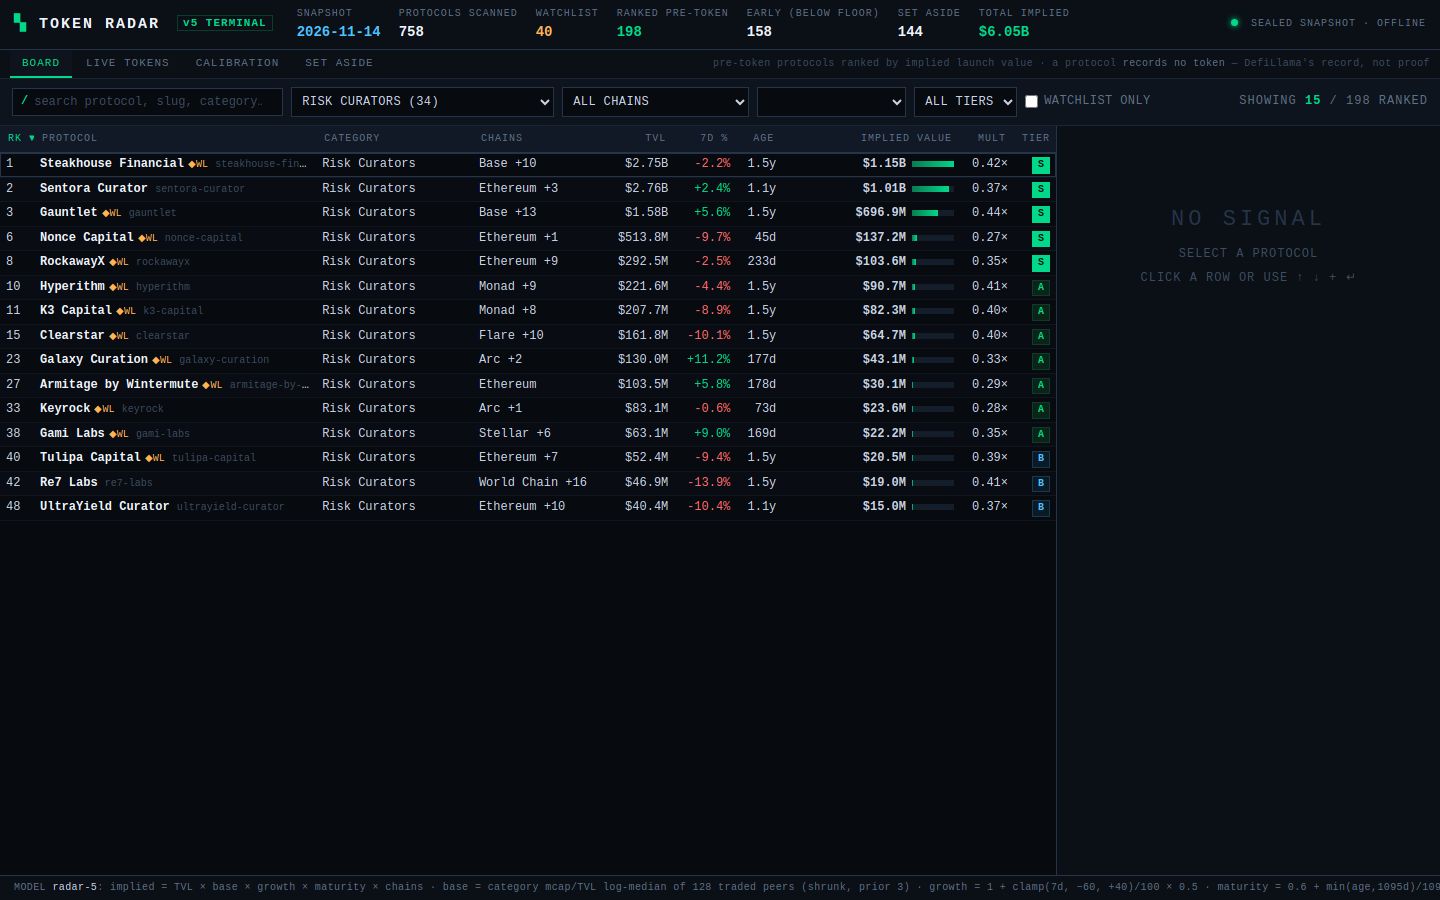 TOKEN RADAR v5 TERMINAL
SNAPSHOT PROTOCOLS SCANNED WATCHLIST RANKED PRE-TOKEN EARLY (BELOW FLOOR) SET ASIDE TOTAL IMPLIED
2026-11-14 758 40 198 158 144 $6.05B
SEALED SNAPSHOT · OFFLINE
BOARD LIVE TOKENS CALIBRATION SET ASIDE
pre-token protocols ranked by implied launch value · a protocol records no token — DefiLlama's record, not proof
/ search protocol, slug, category… RISK CURATORS (34) ALL CHAINS ALL TIERS WATCHLIST ONLY SHOWING 15 / 198 RANKED
RK ▼ PROTOCOL CATEGORY CHAINS TVL 7D % AGE IMPLIED VALUE MULT TIER
1 Steakhouse Financial ◆WL steakhouse-fin… Risk Curators Base +10 $2.75B -2.2% 1.5y $1.15B 0.42× S
2 Sentora Curator sentora-curator Risk Curators Ethereum +3 $2.76B +2.4% 1.1y $1.01B 0.37× S
3 Gauntlet ◆WL gauntlet Risk Curators Base +13 $1.58B +5.6% 1.5y $696.9M 0.44× S
6 Nonce Capital ◆WL nonce-capital Risk Curators Ethereum +1 $513.8M -9.7% 45d $137.2M 0.27× S
8 RockawayX ◆WL rockawayx Risk Curators Ethereum +9 $292.5M -2.5% 233d $103.6M 0.35× S
10 Hyperithm ◆WL hyperithm Risk Curators Monad +9 $221.6M -4.4% 1.5y $90.7M 0.41× A
11 K3 Capital ◆WL k3-capital Risk Curators Monad +8 $207.7M -8.9% 1.5y $82.3M 0.40× A
15 Clearstar ◆WL clearstar Risk Curators Flare +10 $161.8M -10.1% 1.5y $64.7M 0.40× A
23 Galaxy Curation ◆WL galaxy-curation Risk Curators Arc +2 $130.0M +11.2% 177d $43.1M 0.33× A
27 Armitage by Wintermute ◆WL armitage-by-… Risk Curators Ethereum $103.5M +5.8% 178d $30.1M 0.29× A
33 Keyrock ◆WL keyrock Risk Curators Arc +1 $83.1M -0.6% 73d $23.6M 0.28× A
38 Gami Labs ◆WL gami-labs Risk Curators Stellar +6 $63.1M +9.0% 169d $22.2M 0.35× A
40 Tulipa Capital ◆WL tulipa-capital Risk Curators Ethereum +7 $52.4M -9.4% 1.5y $20.5M 0.39× B
42 Re7 Labs re7-labs Risk Curators World Chain +16 $46.9M -13.9% 1.5y $19.0M 0.41× B
48 UltraYield Curator ultrayield-curator Risk Curators Ethereum +10 $40.4M -10.4% 1.1y $15.0M 0.37× B
NO SIGNAL
SELECT A PROTOCOL
CLICK A ROW OR USE ↑ ↓ + ↵
MODEL radar-5: implied = TVL × base × growth × maturity × chains · base = category mcap/TVL log-median of 128 traded peers (shrunk, prior 3) · growth = 1 + clamp(7d, −60, +40)/100 × 0.5 · maturity = 0.6 + min(age,1095d)/109